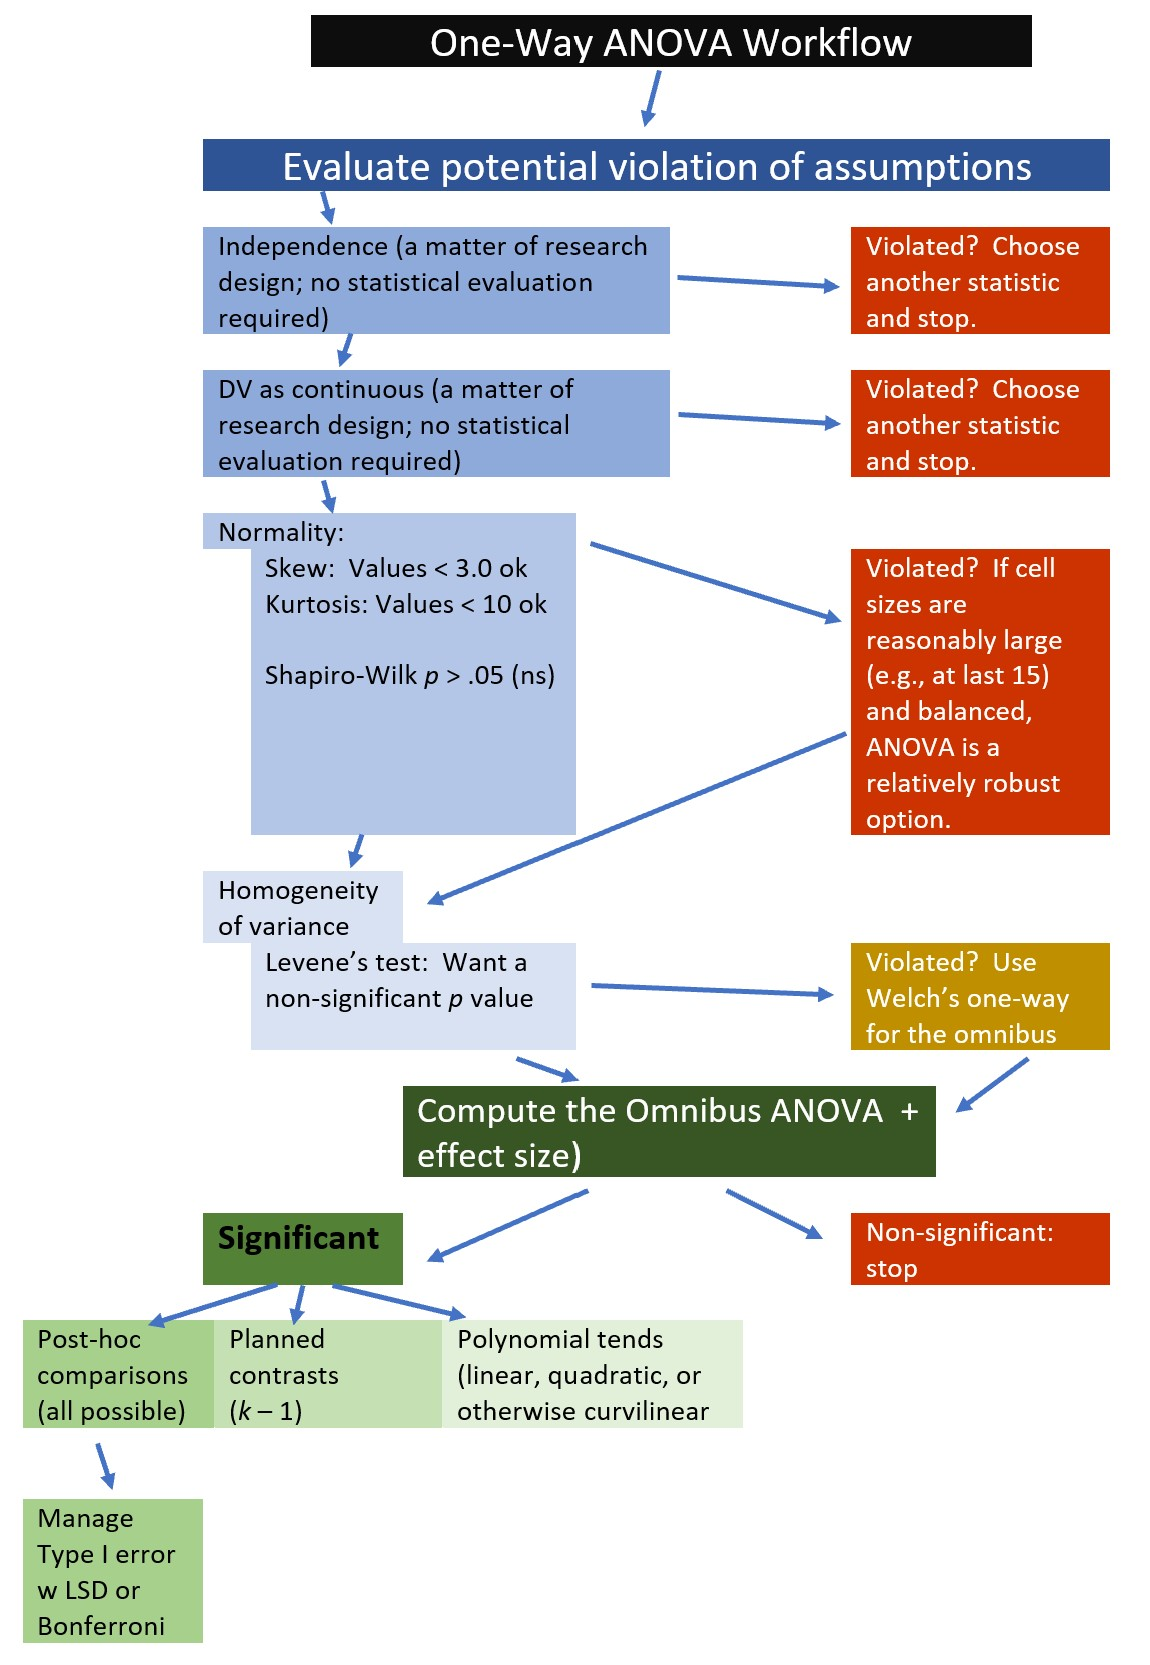 One-Way ANOVA Workflow
Evaluate potential violation of assumptions
Independence (a matter of research
design; no statistical evaluation
required)
Violated?  Choose
another statistic
and stop.
DV as continuous (a matter of
research design; no statistical
evaluation required)
Violated?  Choose
another statistic
and stop.
Normality:
Skew:  Values < 3.0 ok
Kurtosis: Values < 10 ok
Shapiro-Wilk p > .05 (ns)
Violated?  If cell
sizes are
reasonably large
(e.g., at last 15)
and balanced,
ANOVA is a
relatively robust
option.
Homogeneity
of variance
Levene’s test:  Want a
non-significant p value
Violated?  Use
Welch’s one-way
for the omnibus
Compute the Omnibus ANOVA  +
effect size)
Significant
Non-significant:
stop
Post-hoc
comparisons
(all possible)
Planned
contrasts
(k – 1)
Polynomial tends
(linear, quadratic, or
otherwise curvilinear
Manage
Type I error
w LSD or
Bonferroni